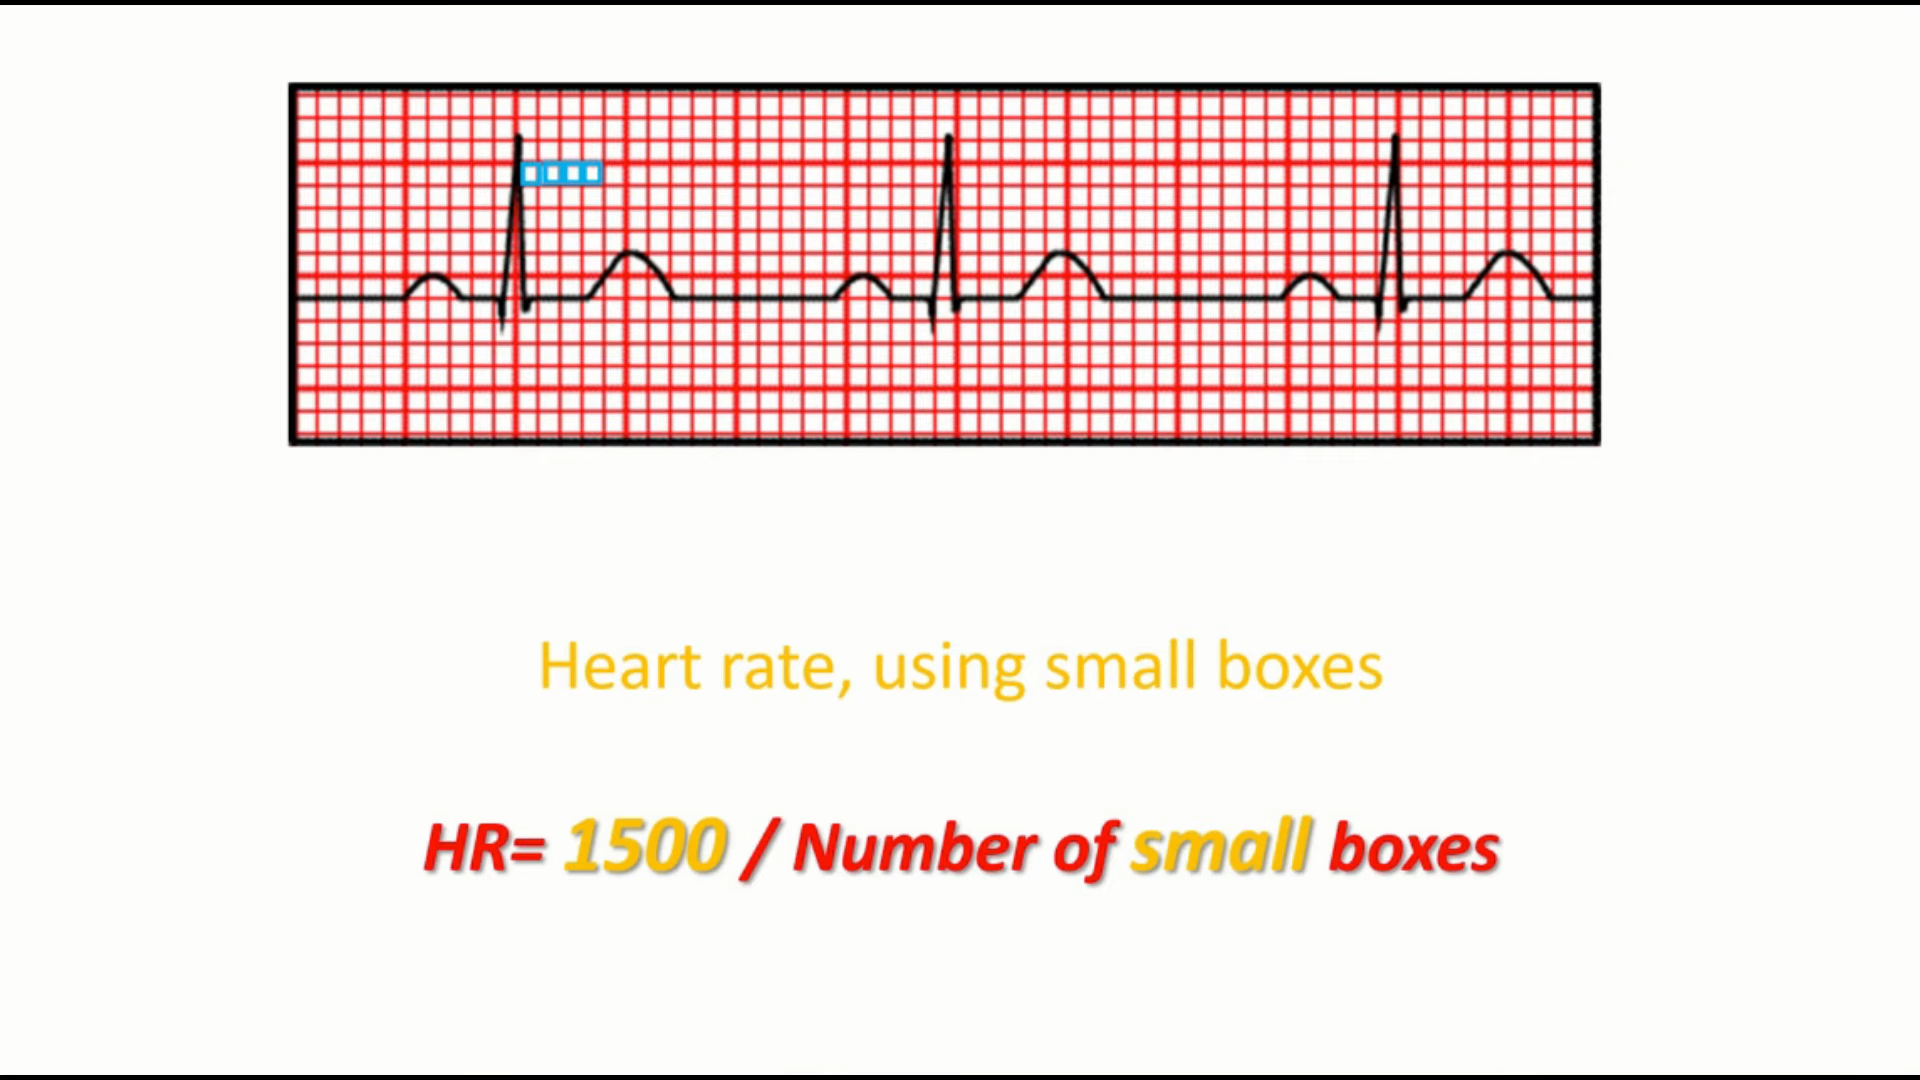 Heart rate, using small boxes
HR= 1500 / Number of small boxes